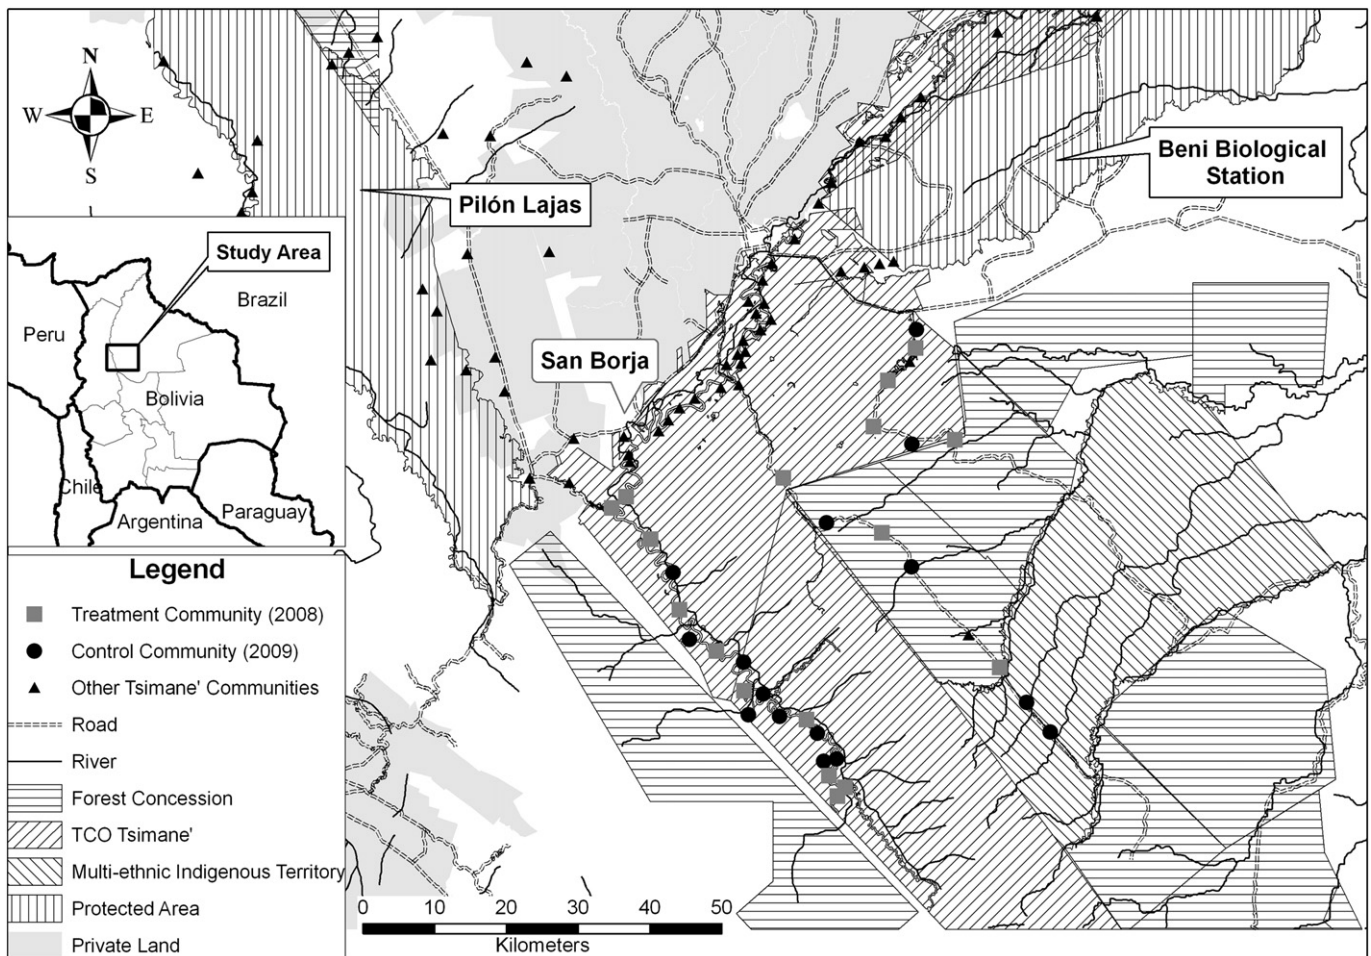 N
W E
S
Pilón Lajas
Beni Biological
Station
San Borja
Study Area
Brazil
Peru
Bolivia
Chile
Argentina
Paraguay
Legend
Treatment Community (2008)
Control Community (2009)
Other Tsimane' Communities
Road
River
Forest Concession
TCO Tsimane'
Multi-ethnic Indigenous Territory
Protected Area
Private Land
0 10 20 30 40 50
Kilometers